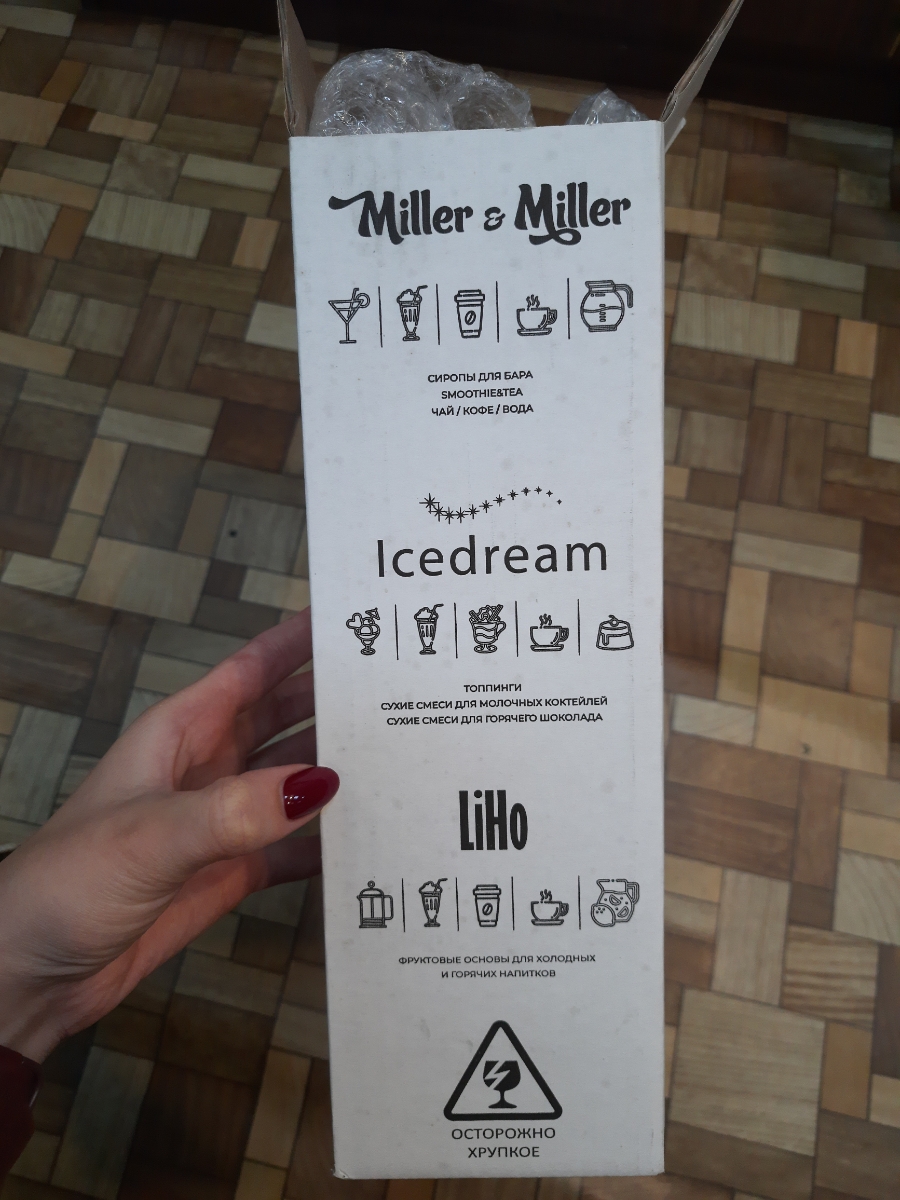 Miller & Miller
СИРОПЫ ДЛЯ БАРА
SMOOTHIE&TEA
ЧАЙ / КОФЕ / ВОДА
Icedream
ТОППИНГИ
СУХИЕ СМЕСИ ДЛЯ МОЛОЧНЫХ КОКТЕЙЛЕЙ
СУХИЕ СМЕСИ ДЛЯ ГОРЯЧЕГО ШОКОЛАДА
LiHo
ФРУКТОВЫЕ ОСНОВЫ ДЛЯ ХОЛОДНЫХ
И ГОРЯЧИХ НАПИТКОВ
ОСТОРОЖНО
ХРУПКОЕ